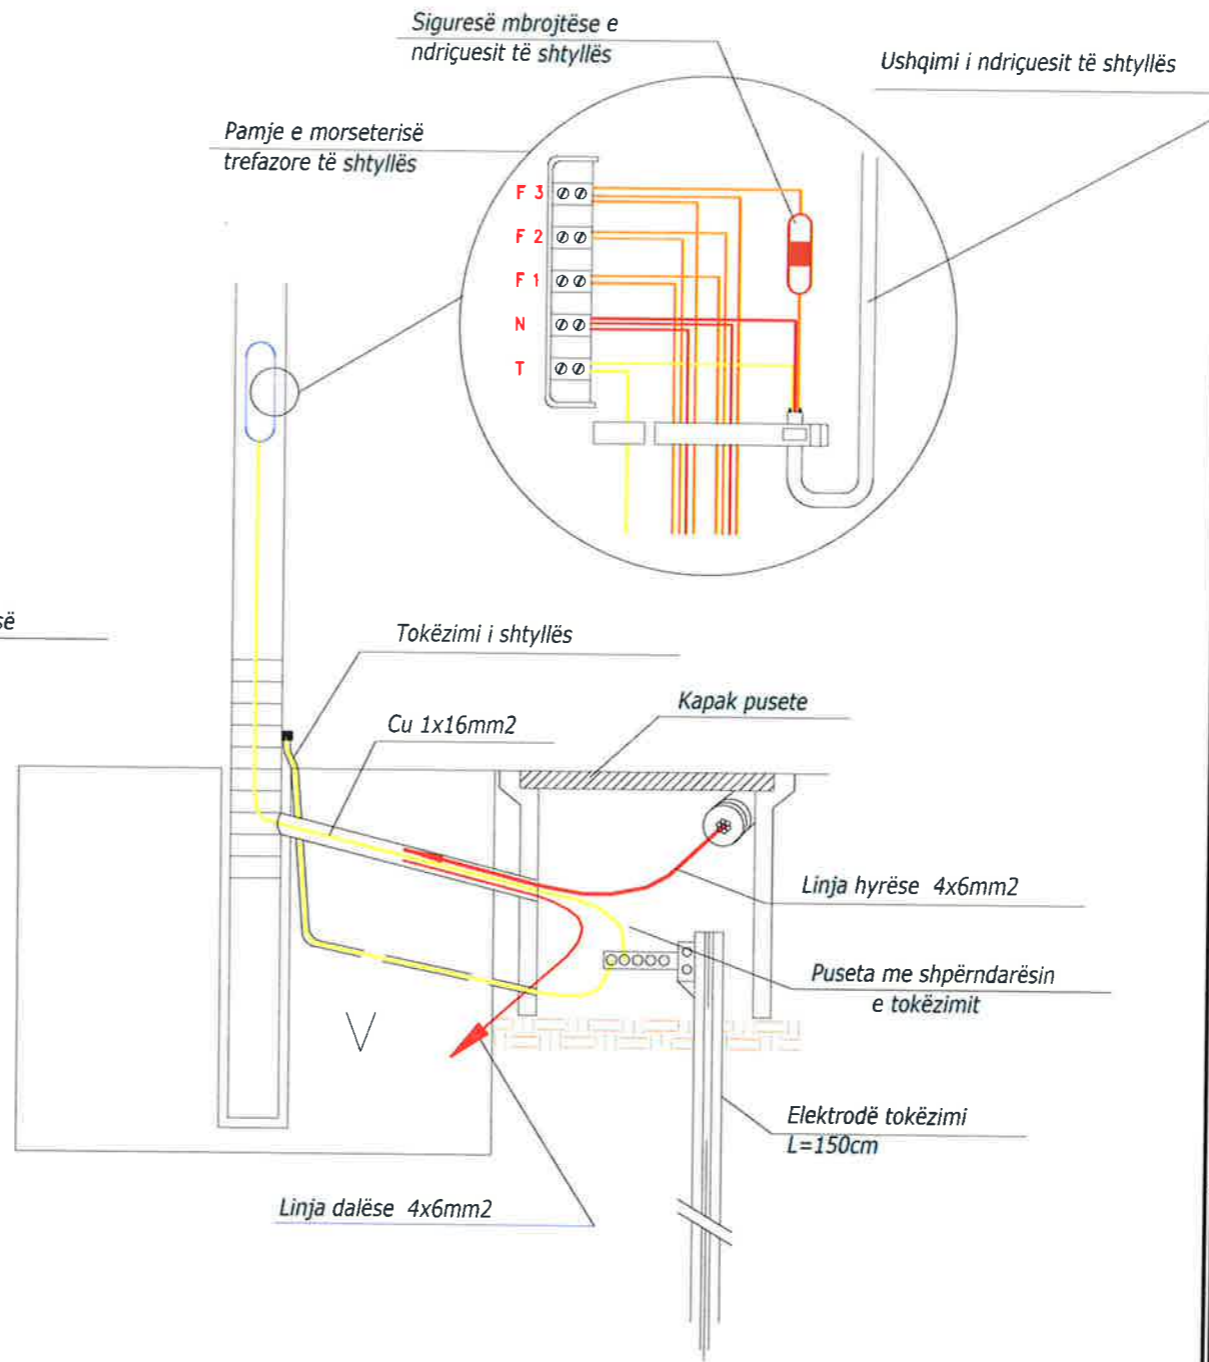 Siguresë mbrojtëse e
ndriçuesit të shtyllës
Ushqimi i ndriçuesit të shtyllës
Pamje e morseterisë
trefazore të shtyllës
F 3
F 2
F 1
N
T
së
Tokëzimi i shtyllës
Kapak pusete
Cu 1x16mm2
Linja hyrëse 4x6mm2
Puseta me shpërndarësin
e tokëzimit
V
Elektrodë tokëzimi
L=150cm
Linja dalëse 4x6mm2